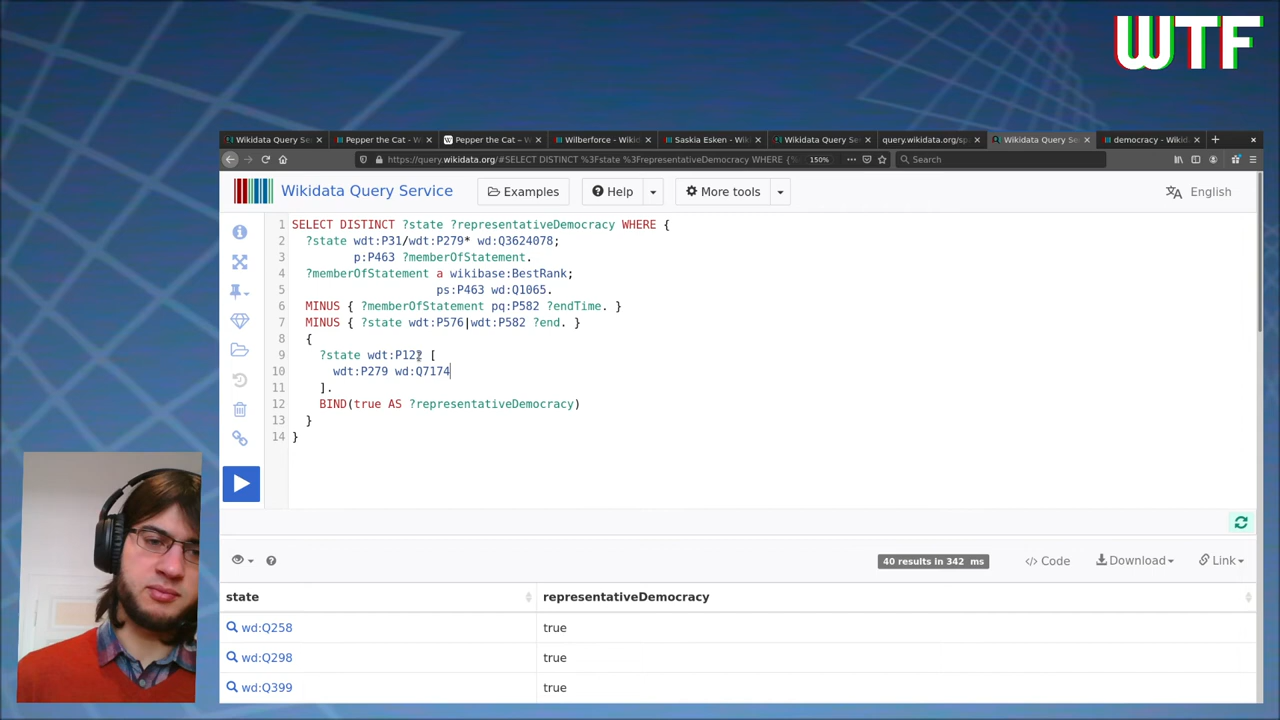 WTF
Wikidata Query Se
Pepper the Cat - W
Pepper the Cat – W
Wilberforce - Wikid
Saskia Esken - Wiki
Wikidata Query Ser
query.wikidata.org/sp
Wikidata Query Se
democracy - Wikid
https://query.wikidata.org/#SELECT DISTINCT %3Fstate %3FrepresentativeDemocracy WHERE {% 150% Search
Wikidata Query Service Examples Help More tools English
1 SELECT DISTINCT ?state ?representativeDemocracy WHERE {
2 ?state wdt:P31/wdt:P279* wd:Q3624078;
3 p:P463 ?memberOfStatement.
4 ?memberOfStatement a wikibase:BestRank;
5 ps:P463 wd:Q1065.
6 MINUS { ?memberOfStatement pq:P582 ?endTime. }
7 MINUS { ?state wdt:P576|wdt:P582 ?end. }
8 {
9 ?state wdt:P122 [
10 wdt:P279 wd:Q7174
11 ].
12 BIND(true AS ?representativeDemocracy)
13 }
14 }
40 results in 342 ms </> Code Download Link
state representativeDemocracy
wd:Q258 true
wd:Q298 true
wd:Q399 true